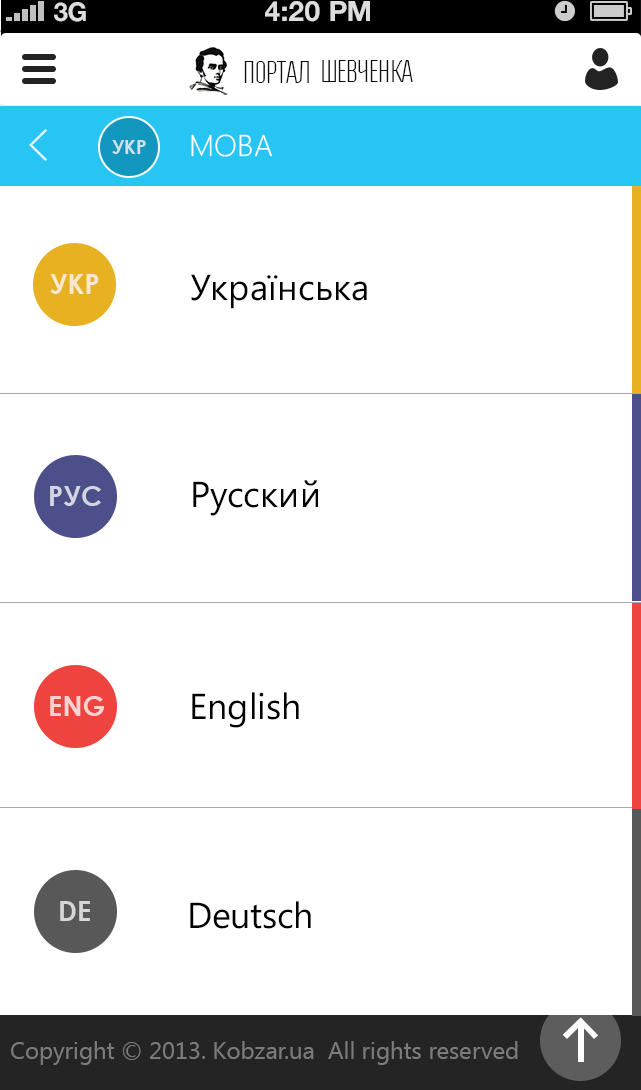 3G 4:20 PM
ПОРТАЛ ШЕВЧЕНКА
УКР МОВА
УКР Українська
РУС Русский
ENG English
DE Deutsch
Copyright © 2013. Kobzar.ua All rights reserved